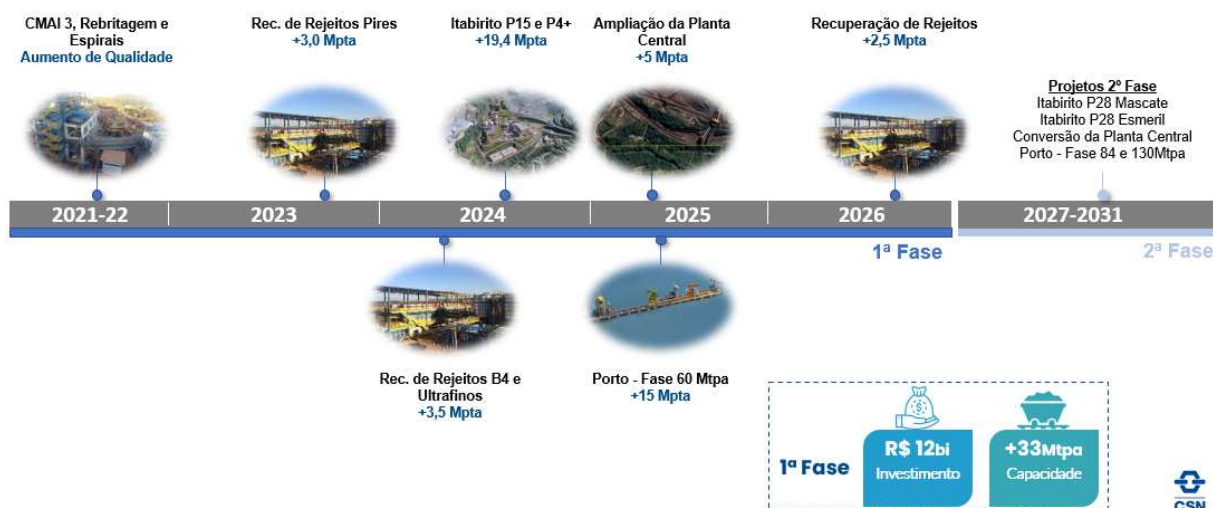 CMAI 3, Rebritagem e
Espirais
Aumento de Qualidade
Rec. de Rejeitos Pires
+3,0 Mpta
Itabirito P15 e P4+
+19,4 Mpta
Ampliação da Planta
Central
+5 Mpta
Recuperação de Rejeitos
+2,5 Mpta
Projetos 2º Fase
Itabirito P28 Mascate
Itabirito P28 Esmeril
Conversão da Planta Central
Porto - Fase 84 e 130Mtpa
2021-22
2023
2024
2025
2026
2027-2031
1ª Fase
2ª Fase
Rec. de Rejeitos B4 e
Ultrafinos
+3,5 Mpta
Porto - Fase 60 Mtpa
+15 Mpta
1ª Fase
R$ 12bi
Investimento
+33Mtpa
Capacidade
CSN